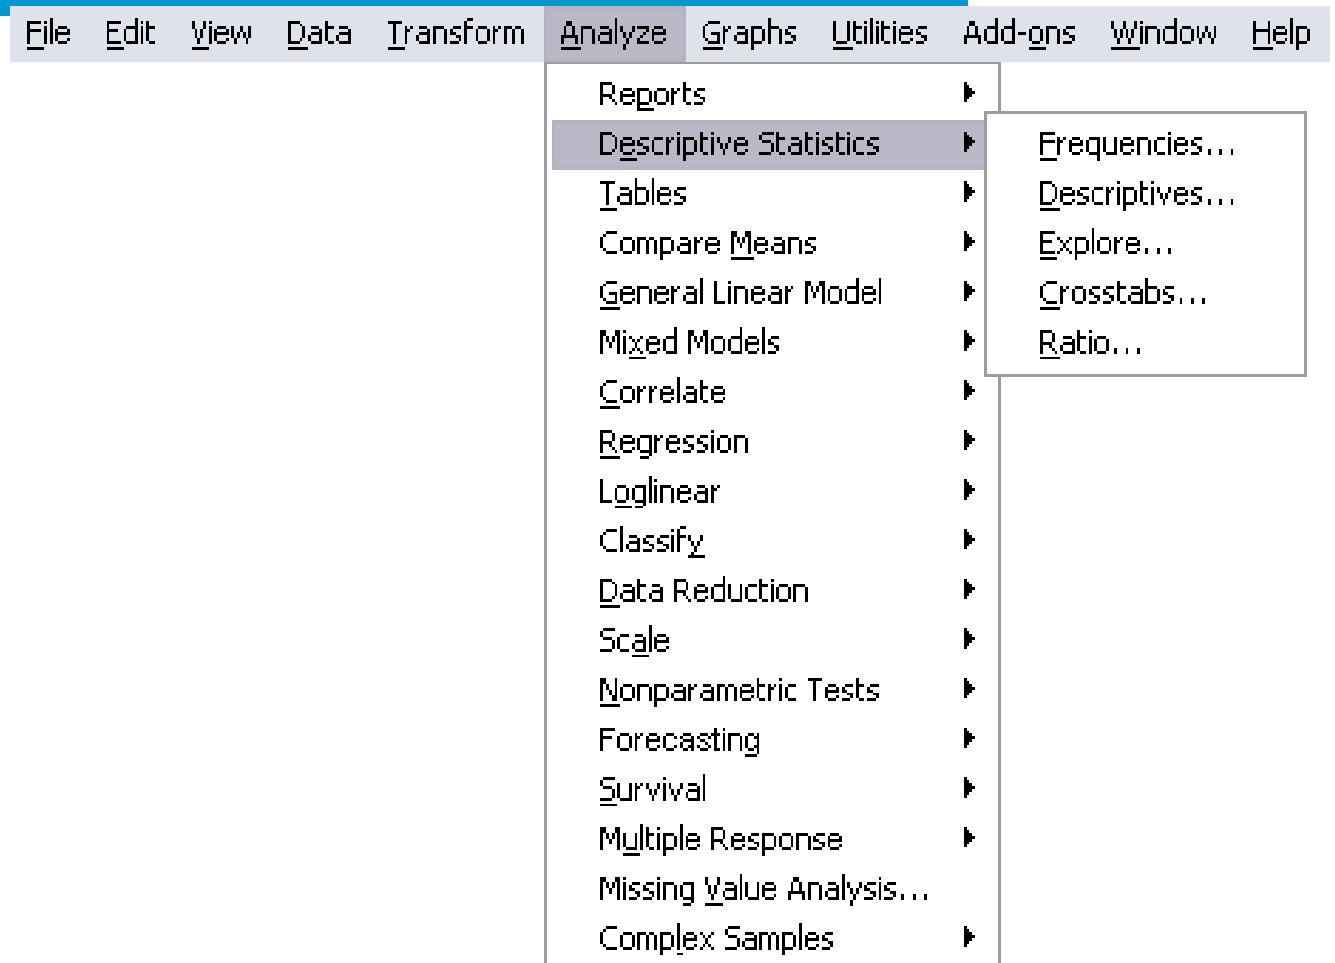 File Edit View Data Transform Analyze Graphs Utilities Add-ons Window Help
Reports
Descriptive Statistics
Tables
Compare Means
General Linear Model
Mixed Models
Correlate
Regression
Loglinear
Classify
Data Reduction
Scale
Nonparametric Tests
Forecasting
Survival
Multiple Response
Missing Value Analysis...
Complex Samples
Frequencies...
Descriptives...
Explore...
Crosstabs...
Ratio...